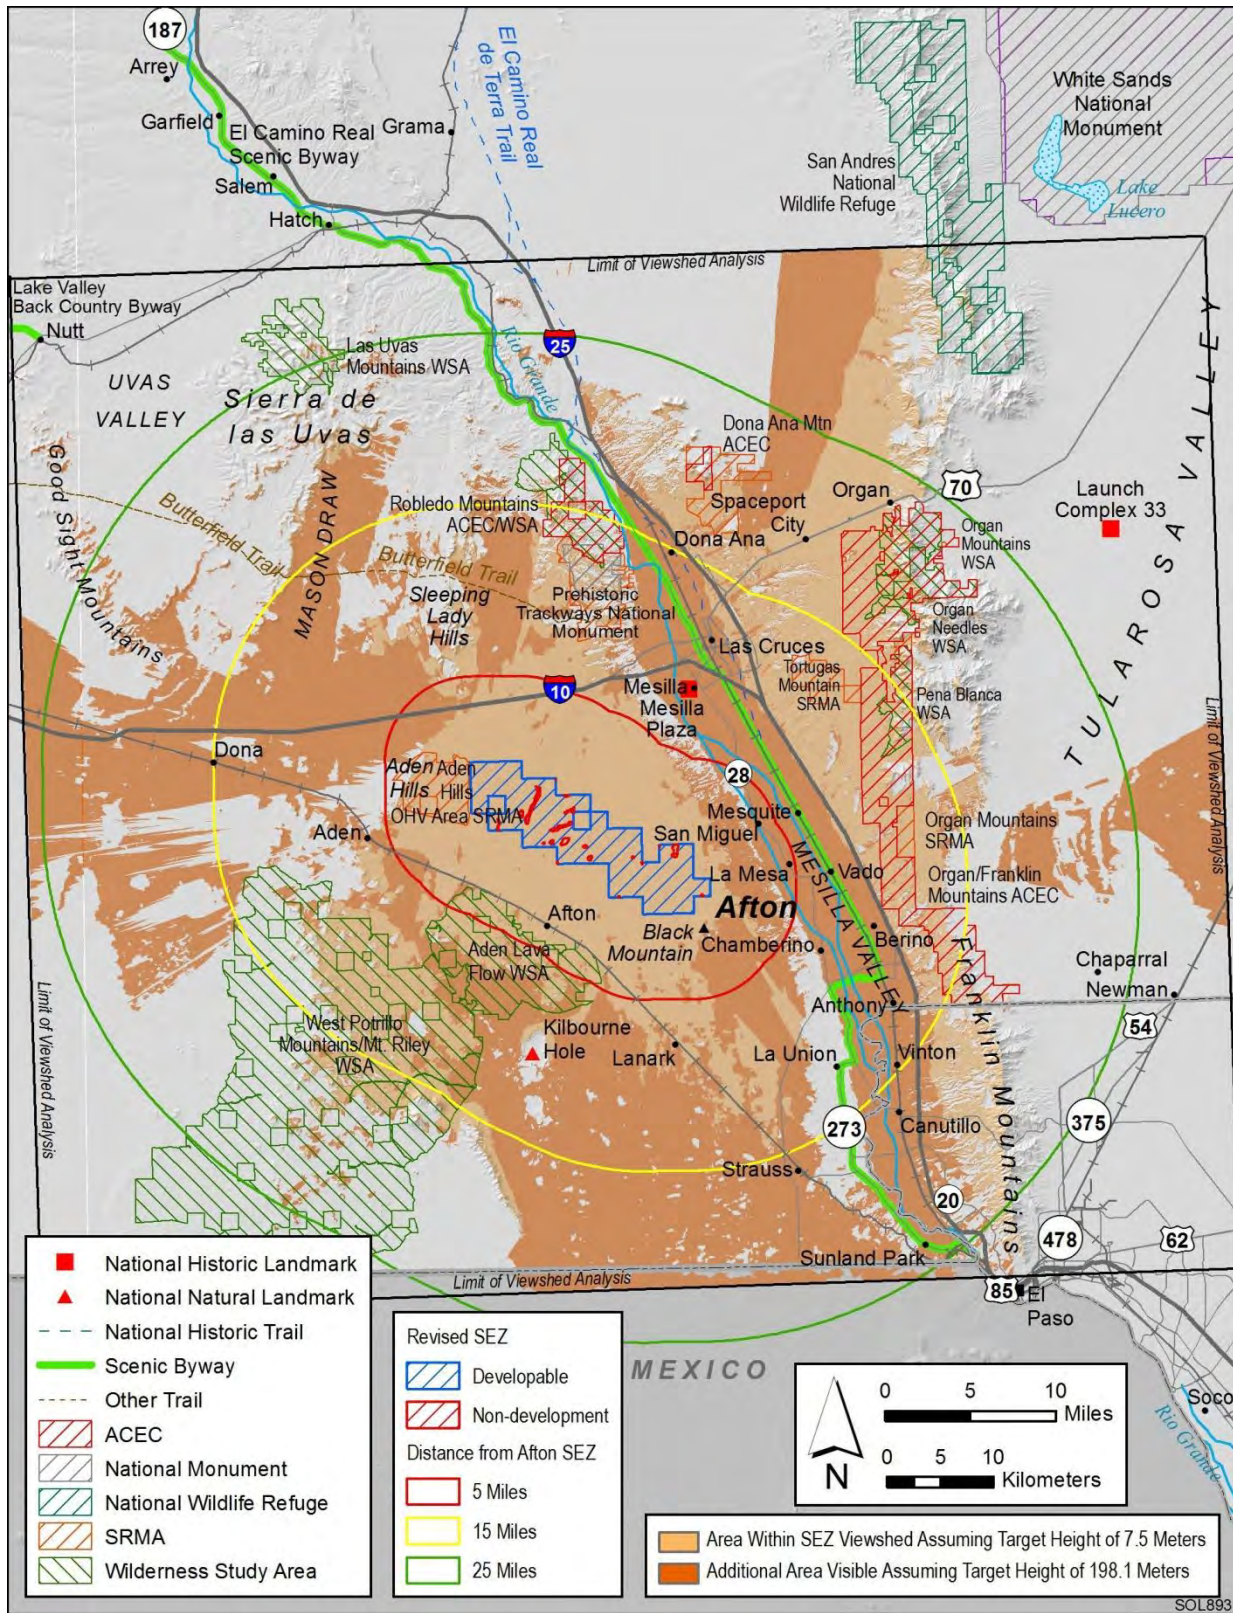 187
Arrey
Garfield
El Camino Real
Scenic Byway
Grama
Salem
Hatch
El Camino Real
de Terra Trail
White Sands
National
Monument
San Andres
National
Wildlife Refuge
Lake
Lucero
Limit of Viewshed Analysis
Lake Valley
Back Country Byway
Nutt
UVAS
VALLEY
Las Uvas
Mountains WSA
Sierra de
las Uvas
Rio Grande
25
Good Sight Mountains
Butterfield Trail
MASON DRAW
Butterfield Trail
Robledo Mountains
ACEC/WSA
Dona Ana Mtn
ACEC
Spaceport
City
Organ
70
Launch
Complex 33
TULAROSA VALLEY
Dona Ana
Organ
Mountains
WSA
Sleeping
Lady
Hills
Prehistoric
Trackways National
Monument
Organ
Needles
WSA
Las Cruces
Tortugas
Mountain
SRMA
Pena Blanca
WSA
10
Mesilla
Mesilla
Plaza
Limit of Viewshed Analysis
Dona
Aden
Hills
Aden
Hills
OHV Area SRMA
28
Mesquite
San Miguel
Organ Mountains
SRMA
Aden
La Mesa
Vado
Organ/Franklin
Mountains ACEC
MESILLA VALLEY
Afton
Afton
Black
Mountain
Chamberino
Berino
Aden Lava
Flow WSA
Franklin Mountains
Chaparral
Newman
Anthony
54
Limit of Viewshed Analysis
West Potrillo
Mountains/Mt. Riley
WSA
Kilbourne
Hole
Lanark
La Union
Vinton
273
Canutillo
375
Strauss
20
478
62
Sunland Park
Limit of Viewshed Analysis
85
El
Paso
MEXICO
Soco
Rio Grande
National Historic Landmark
National Natural Landmark
National Historic Trail
Scenic Byway
Other Trail
ACEC
National Monument
National Wildlife Refuge
SRMA
Wilderness Study Area
Revised SEZ
Developable
Non-development
Distance from Afton SEZ
5 Miles
15 Miles
25 Miles
N
0 5 10
Miles
0 5 10
Kilometers
Area Within SEZ Viewshed Assuming Target Height of 7.5 Meters
Additional Area Visible Assuming Target Height of 198.1 Meters
SOL893